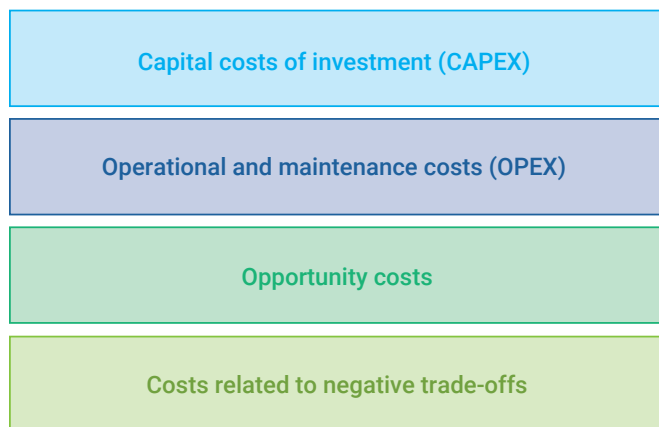 Capital costs of investment (CAPEX)
Operational and maintenance costs (OPEX)
Opportunity costs
Costs related to negative trade-offs